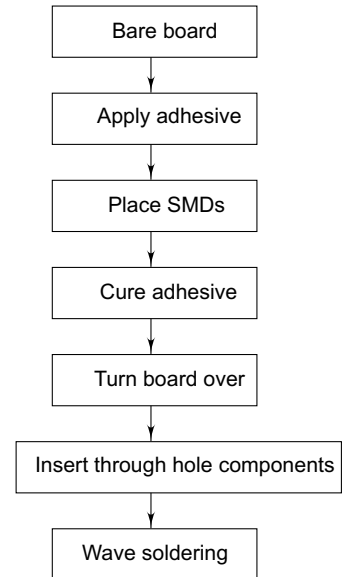 Bare board
Apply adhesive
Place SMDs
Cure adhesive
Turn board over
Insert through hole components
Wave soldering